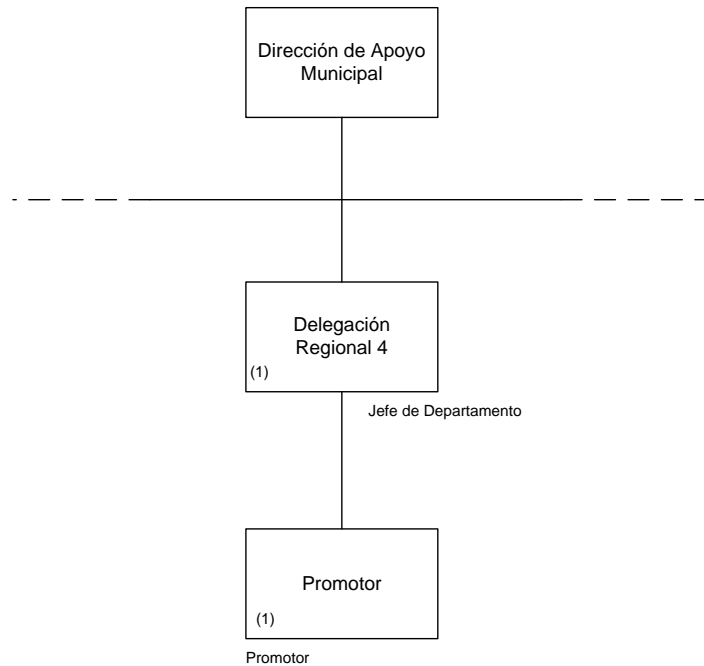 Dirección de Apoyo
Municipal
Delegación
Regional 4
(1)
Jefe de Departamento
Promotor
(1)
Promotor